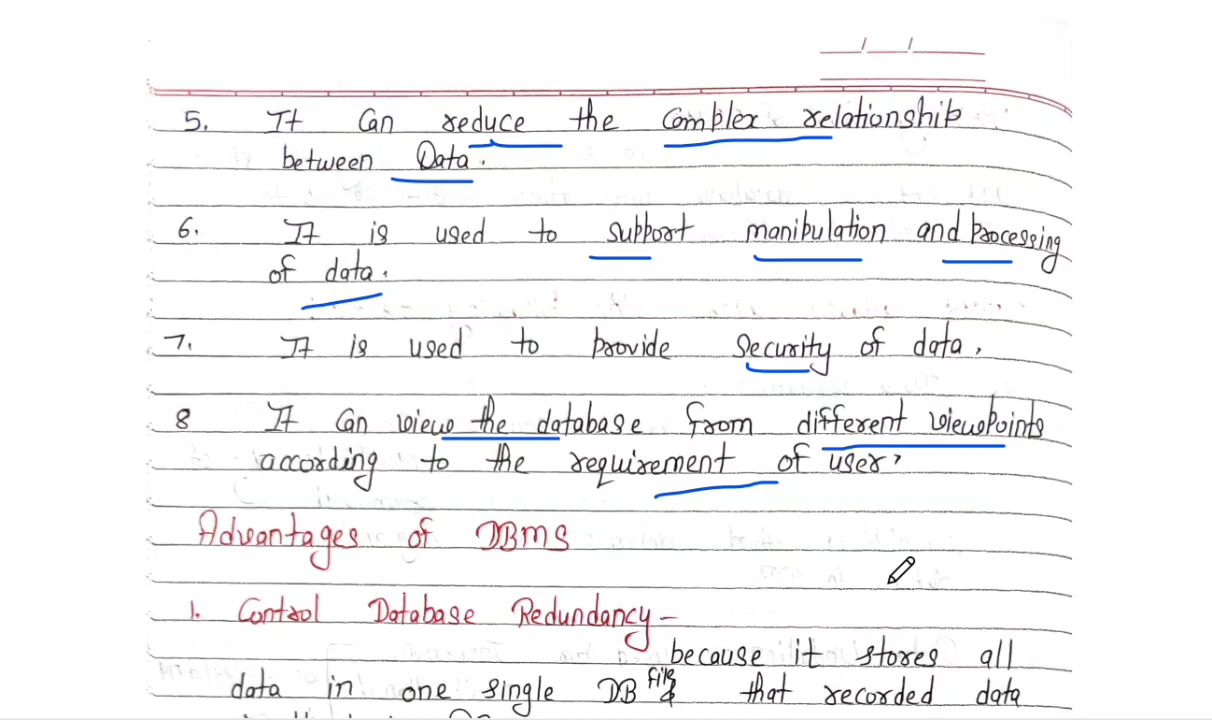 5. It Can reduce the Complex relationship
between Data.
6. It is used to support manipulation and Processing
of data.
7. It is used to provide Security of data.
8 It Can view the database from different viewpoints
according to the requirement of user.
Advantages of DBMS
1. Control Database Redundancy -
because it stores all
data in one single DB file that recorded data